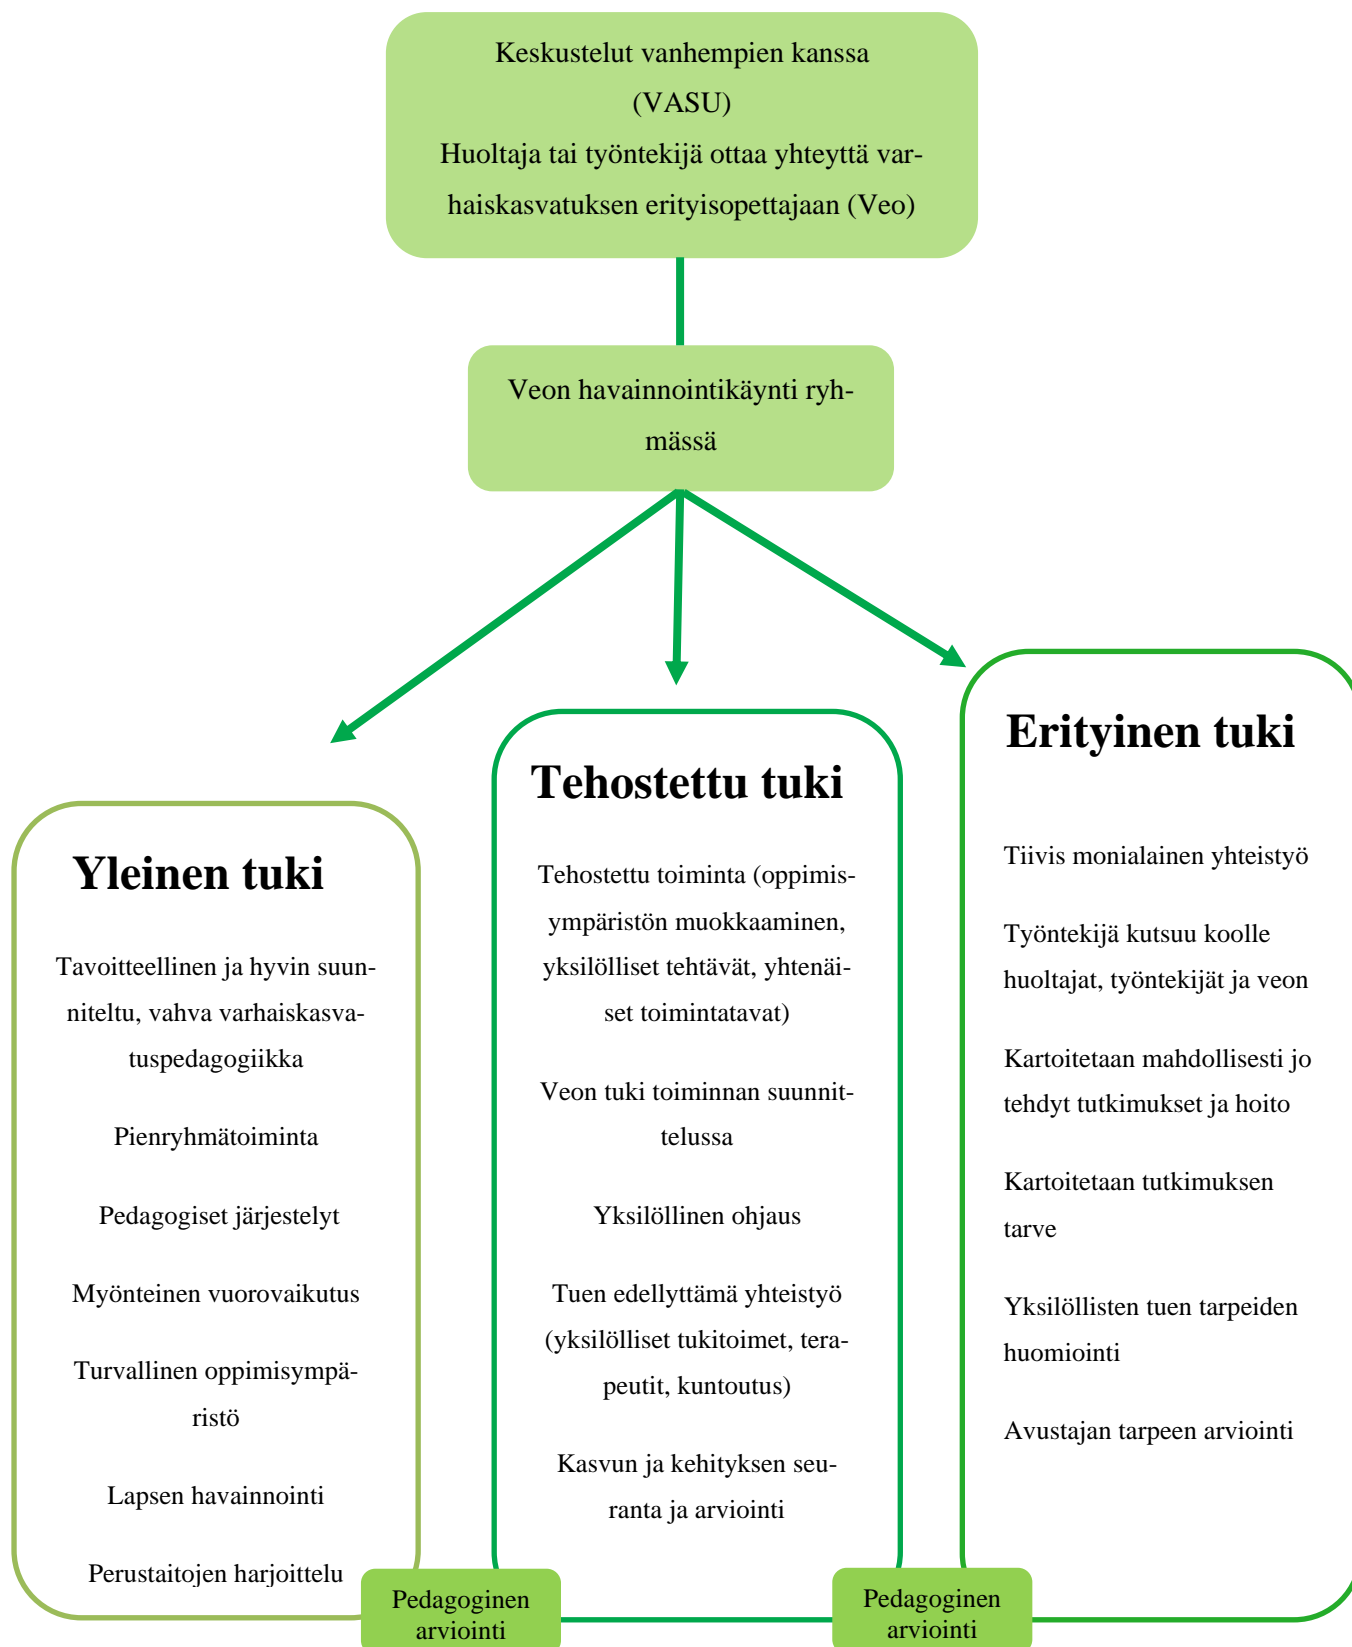 Keskustelut vanhempien kanssa
(VASU)
Huoltaja tai työntekijä ottaa yhteyttä var-
haiskasvatuksen erityisopettajaan (Veo)
Veon havainnointikäynti ryh-
mässä
Yleinen tuki
Tavoitteellinen ja hyvin suun-
niteltu, vahva varhaiskasva-
tuspedagogiikka
Pienryhmätoiminta
Pedagogiset järjestelyt
Myönteinen vuorovaikutus
Turvallinen oppimisympä-
ristö
Lapsen havainnointi
Perustaitojen harjoittelu
Pedagoginen
arviointi
Tehostettu tuki
Tehostettu toiminta (oppimis-
ympäristön muokkaaminen,
yksilölliset tehtävät, yhtenäi-
set toimintatavat)
Veon tuki toiminnan suunnit-
telussa
Yksilöllinen ohjaus
Tuen edellyttämä yhteistyö
(yksilölliset tukitoimet, tera-
peutit, kuntoutus)
Kasvun ja kehityksen seu-
ranta ja arviointi
Pedagoginen
arviointi
Erityinen tuki
Tiivis monialainen yhteistyö
Työntekijä kutsuu koolle
huoltajat, työntekijät ja veon
Kartoitetaan mahdollisesti jo
tehdyt tutkimukset ja hoito
Kartoitetaan tutkimuksen
tarve
Yksilöllisten tuen tarpeiden
huomiointi
Avustajan tarpeen arviointi